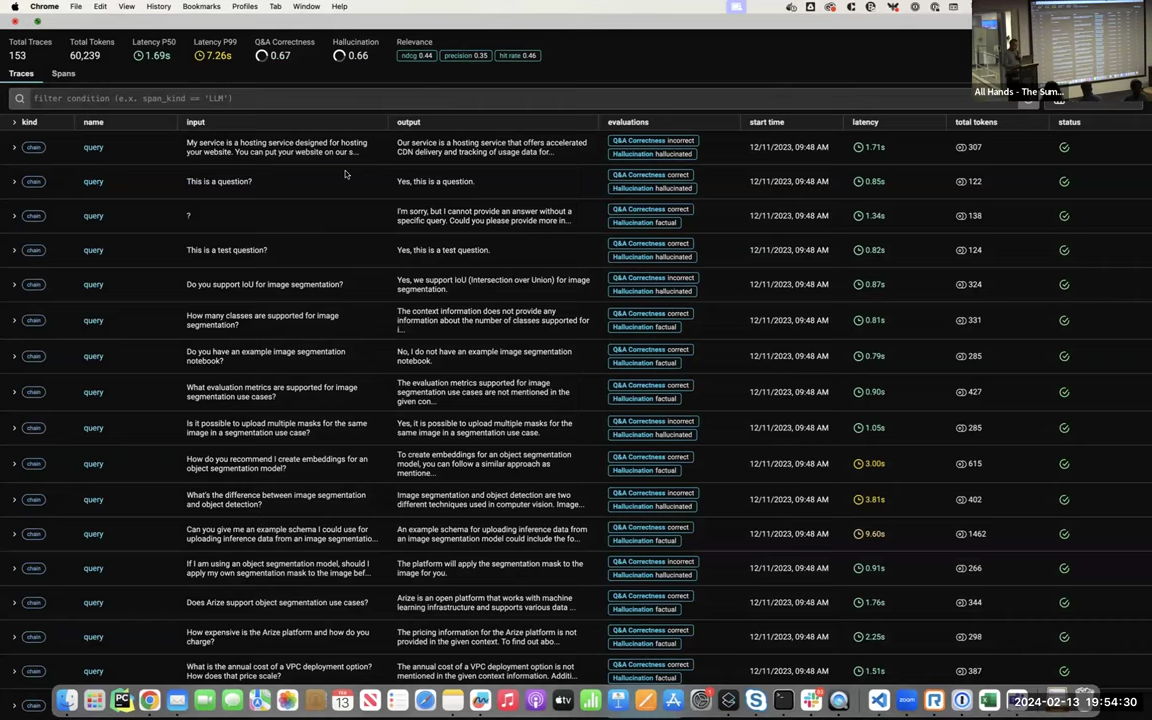 Chrome File Edit View History Bookmarks Profiles Tab Window Help
Total Traces Total Tokens Latency P50 Latency P99 Q&A Correctness Hallucination Relevance
153 60,239 1.69s 7.26s 0.67 0.66 ndcg 0.44 precision 0.35 hit rate 0.46
Traces Spans
All Hands - The Sum...
filter condition (e.x. span_kind == 'LLM')
kind name input output evaluations start time latency total tokens status
chain query My service is a hosting service designed for hosting your website. You can put your website on our s... Our service is a hosting service that offers accelerated CDN delivery and tracking of usage data for... Q&A Correctness incorrect Hallucination hallucinated 12/11/2023, 09:48 AM 1.71s 307
chain query This is a question? Yes, this is a question. Q&A Correctness correct Hallucination hallucinated 12/11/2023, 09:48 AM 0.85s 122
chain query ? I'm sorry, but I cannot provide an answer without a specific query. Could you please provide more in... Q&A Correctness correct Hallucination factual 12/11/2023, 09:48 AM 1.34s 138
chain query This is a test question? Yes, this is a test question. Q&A Correctness correct Hallucination hallucinated 12/11/2023, 09:48 AM 0.82s 124
chain query Do you support IoU for image segmentation? Yes, we support IoU (Intersection over Union) for image segmentation. Q&A Correctness incorrect Hallucination hallucinated 12/11/2023, 09:48 AM 0.87s 324
chain query How many classes are supported for image segmentation? The context information does not provide any information about the number of classes supported for i... Q&A Correctness correct Hallucination factual 12/11/2023, 09:48 AM 0.81s 331
chain query Do you have an example image segmentation notebook? No, I do not have an example image segmentation notebook. Q&A Correctness correct Hallucination factual 12/11/2023, 09:48 AM 0.79s 285
chain query What evaluation metrics are supported for image segmentation use cases? The evaluation metrics supported for image segmentation use cases are not mentioned in the given con... Q&A Correctness correct Hallucination factual 12/11/2023, 09:48 AM 0.90s 427
chain query Is it possible to upload multiple masks for the same image in a segmentation use case? Yes, it is possible to upload multiple masks for the same image in a segmentation use case. Q&A Correctness incorrect Hallucination hallucinated 12/11/2023, 09:48 AM 1.05s 285
chain query How do you recommend I create embeddings for an object segmentation model? To create embeddings for an object segmentation model, you can follow a similar approach as mentione... Q&A Correctness correct Hallucination factual 12/11/2023, 09:48 AM 3.00s 615
chain query What's the difference between image segmentation and object detection? Image segmentation and object detection are two different techniques used in computer vision. Image... Q&A Correctness incorrect Hallucination hallucinated 12/11/2023, 09:48 AM 3.81s 402
chain query Can you give me an example schema I could use for uploading inference data from an image segmentatio... An example schema for uploading inference data from an image segmentation model could include the fo... Q&A Correctness correct Hallucination factual 12/11/2023, 09:48 AM 9.60s 1462
chain query If I am using an object segmentation model, should I apply my own segmentation mask to the image bef... The platform will apply the segmentation mask to the image for you. Q&A Correctness incorrect Hallucination hallucinated 12/11/2023, 09:48 AM 0.91s 266
chain query Does Arize support object segmentation use cases? Arize is an open platform that works with machine learning infrastructure and supports various data ... Q&A Correctness correct Hallucination factual 12/11/2023, 09:48 AM 1.76s 344
chain query How expensive is the Arize platform and how do you charge? The pricing information for the Arize platform is not provided in the given context. To find out abo... Q&A Correctness correct Hallucination factual 12/11/2023, 09:48 AM 2.25s 298
chain query What is the annual cost of a VPC deployment option? How does that price scale? The annual cost of a VPC deployment option is not mentioned in the given context information. Additi... Q&A Correctness correct Hallucination factual 12/11/2023, 09:48 AM 1.51s 387
13 tv zoom
2024-02-13 19:54:30